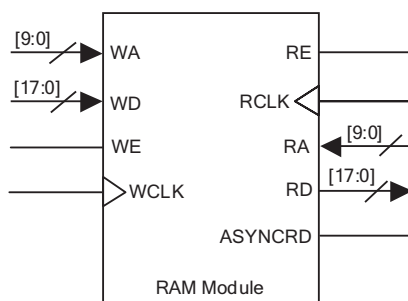 [9:0]
WA
RE
[17:0]
WD
RCLK
[9:0]
WE
RA
[17:0]
WCLK
RD
ASYNCRD
RAM Module